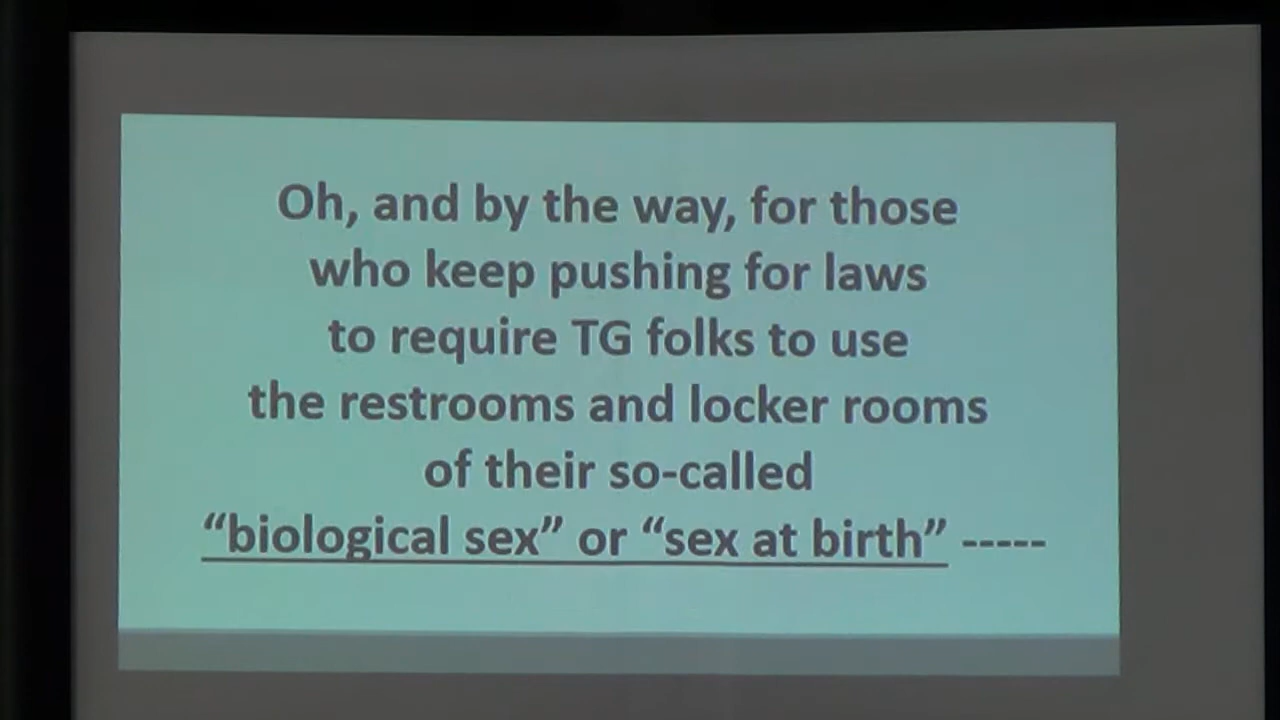 Oh, and by the way, for those
who keep pushing for laws
to require TG folks to use
the restrooms and locker rooms
of their so-called
“biological sex” or “sex at birth” -----